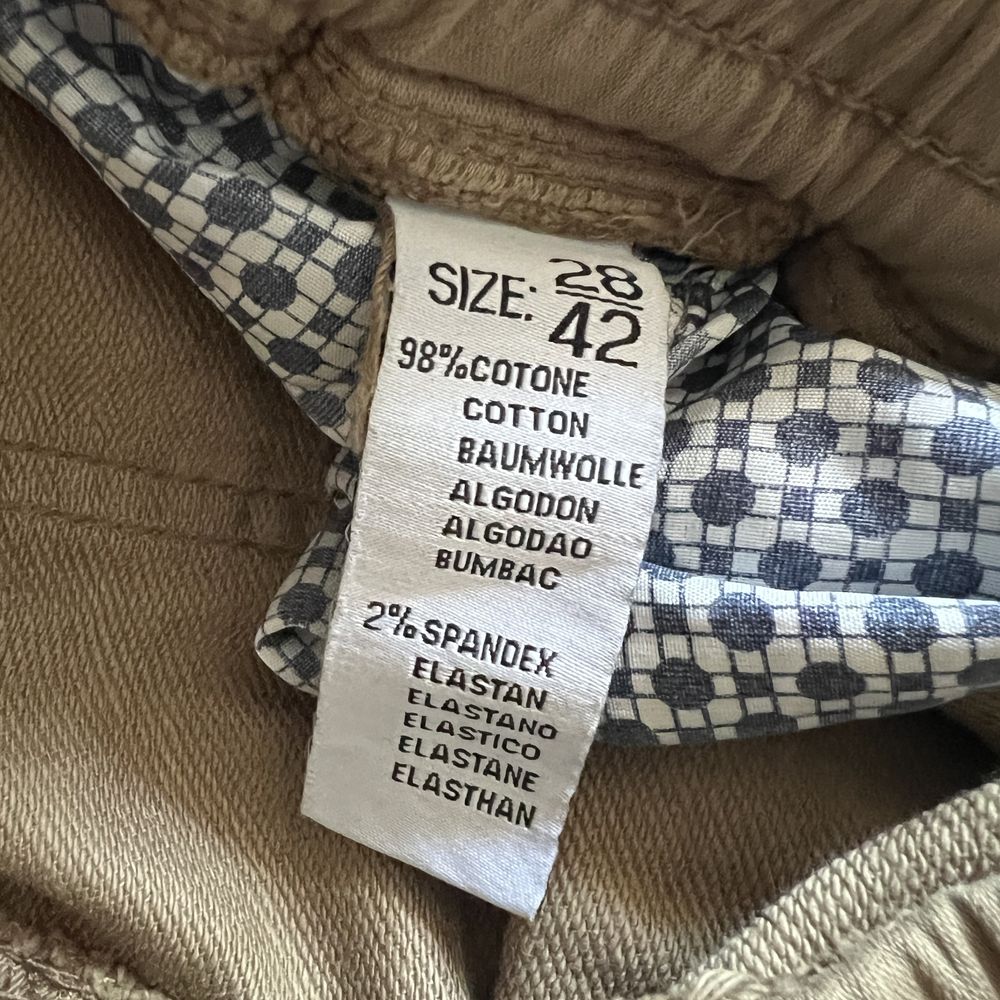 SIZE: 28
42
98% COTONE
COTTON
BAUMWOLLE
ALGODON
ALGODAO
BUMBAC
2% SPANDEX
ELASTAN
ELASTANO
ELASTICO
ELASTANE
ELASTHAN